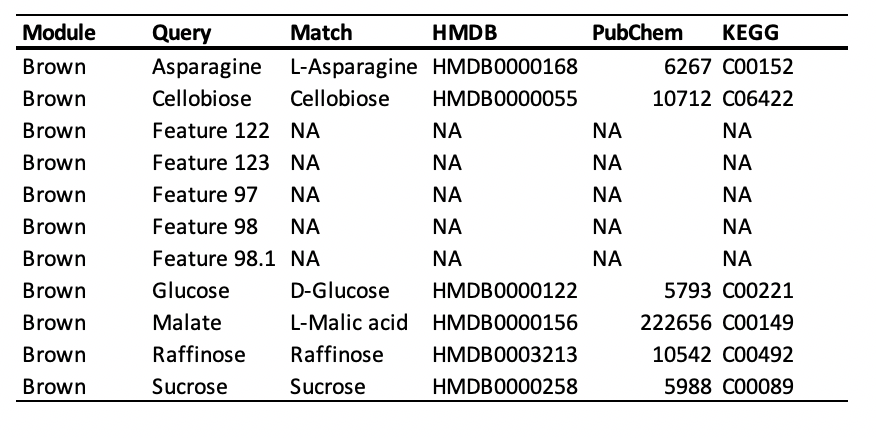 Module Query Match HMDB PubChem KEGG
Brown Asparagine L-Asparagine HMDB0000168 6267 C00152
Brown Cellobiose Cellobiose HMDB0000055 10712 C06422
Brown Feature 122 NA NA NA NA
Brown Feature 123 NA NA NA NA
Brown Feature 97 NA NA NA NA
Brown Feature 98 NA NA NA NA
Brown Feature 98.1 NA NA NA NA
Brown Glucose D-Glucose HMDB0000122 5793 C00221
Brown Malate L-Malic acid HMDB0000156 222656 C00149
Brown Raffinose Raffinose HMDB0003213 10542 C00492
Brown Sucrose Sucrose HMDB0000258 5988 C00089